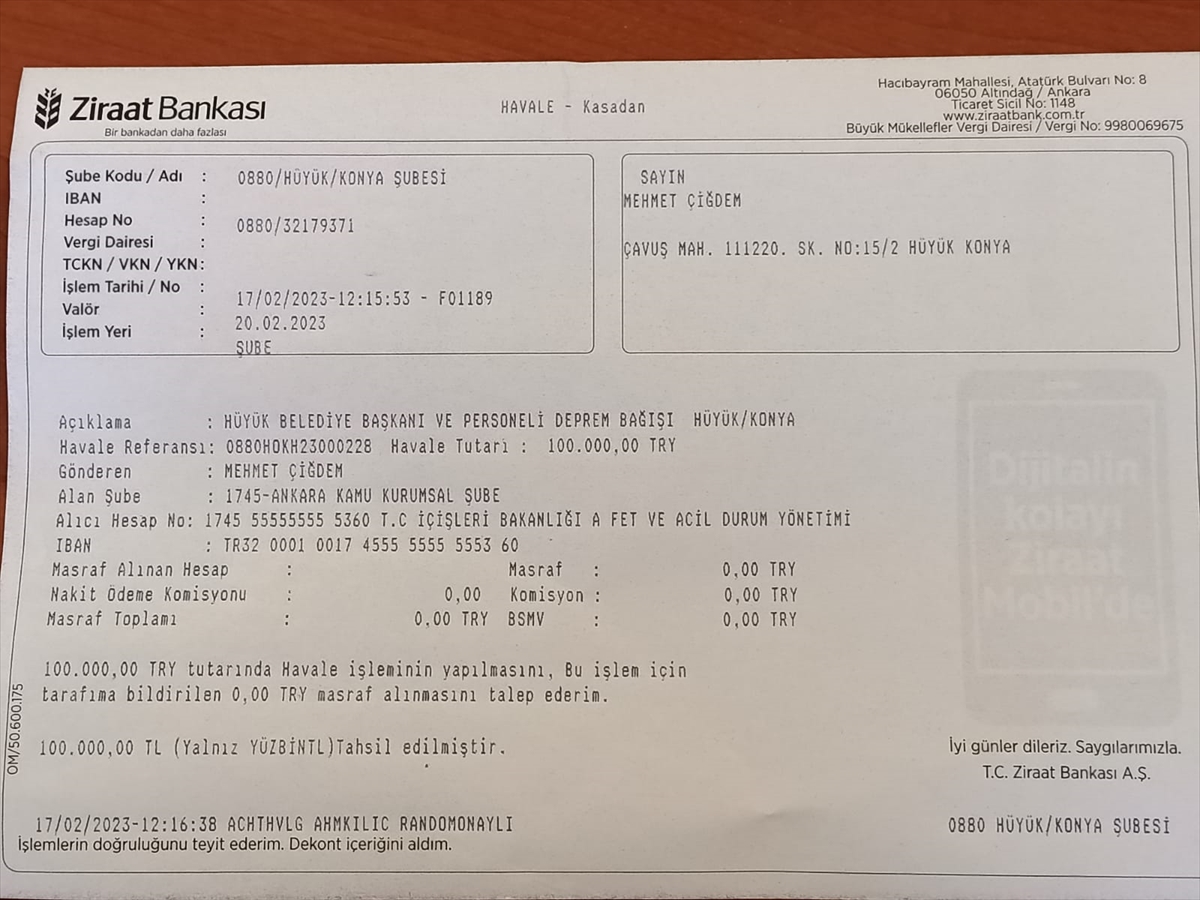 Ziraat Bankası
Bir bankadan daha fazlası
HAVALE - Kasadan
Hacıbayram Mahallesi, Atatürk Bulvarı No: 8
06050 Altındağ / Ankara
Ticaret Sicil No: 1148
www.ziraatbank.com.tr
Büyük Mükellefler Vergi Dairesi / Vergi No: 9980069675
Şube Kodu / Adı : 0880/HÜYÜK/KONYA ŞUBESİ
IBAN :
Hesap No : 0880/32179371
Vergi Dairesi :
TCKN / VKN / YKN:
İşlem Tarihi / No : 17/02/2023-12:15:53 - F01189
Valör : 20.02.2023
İşlem Yeri : ŞUBE
SAYIN
MEHMET ÇİĞDEM
ÇAVUŞ MAH. 111220. SK. NO:15/2 HÜYÜK KONYA
Açıklama : HÜYÜK BELEDİYE BAŞKANI VE PERSONELİ DEPREM BAĞIŞI HÜYÜK/KONYA
Havale Referansı: 0880HOKH23000228 Havale Tutarı : 100.000,00 TRY
Gönderen : MEHMET ÇİĞDEM
Alan Şube : 1745-ANKARA KAMU KURUMSAL ŞUBE
Alıcı Hesap No: 1745 55555555 5360 T.C İÇİŞLERİ BAKANLIĞI A FET VE ACİL DURUM YÖNETİMİ
IBAN : TR32 0001 0017 4555 5555 5553 60
Masraf Alınan Hesap : Masraf : 0,00 TRY
Nakit Ödeme Komisyonu : 0,00 Komisyon : 0,00 TRY
Masraf Toplamı : 0,00 TRY BSMV : 0,00 TRY
Dijitalin
kolayı
Ziraat
Mobil'de
100.000,00 TRY tutarında Havale işleminin yapılmasını, Bu işlem için
tarafıma bildirilen 0,00 TRY masraf alınmasını talep ederim.
100.000,00 TL (Yalnız YÜZBİNTL)Tahsil edilmiştir.
OM/50.600.175
İyi günler dileriz. Saygılarımızla.
T.C. Ziraat Bankası A.Ş.
17/02/2023-12:16:38 ACHTHVLG AHMKILIC RANDOMONAYLI
0880 HÜYÜK/KONYA ŞUBESİ
İşlemlerin doğruluğunu teyit ederim. Dekont içeriğini aldım.